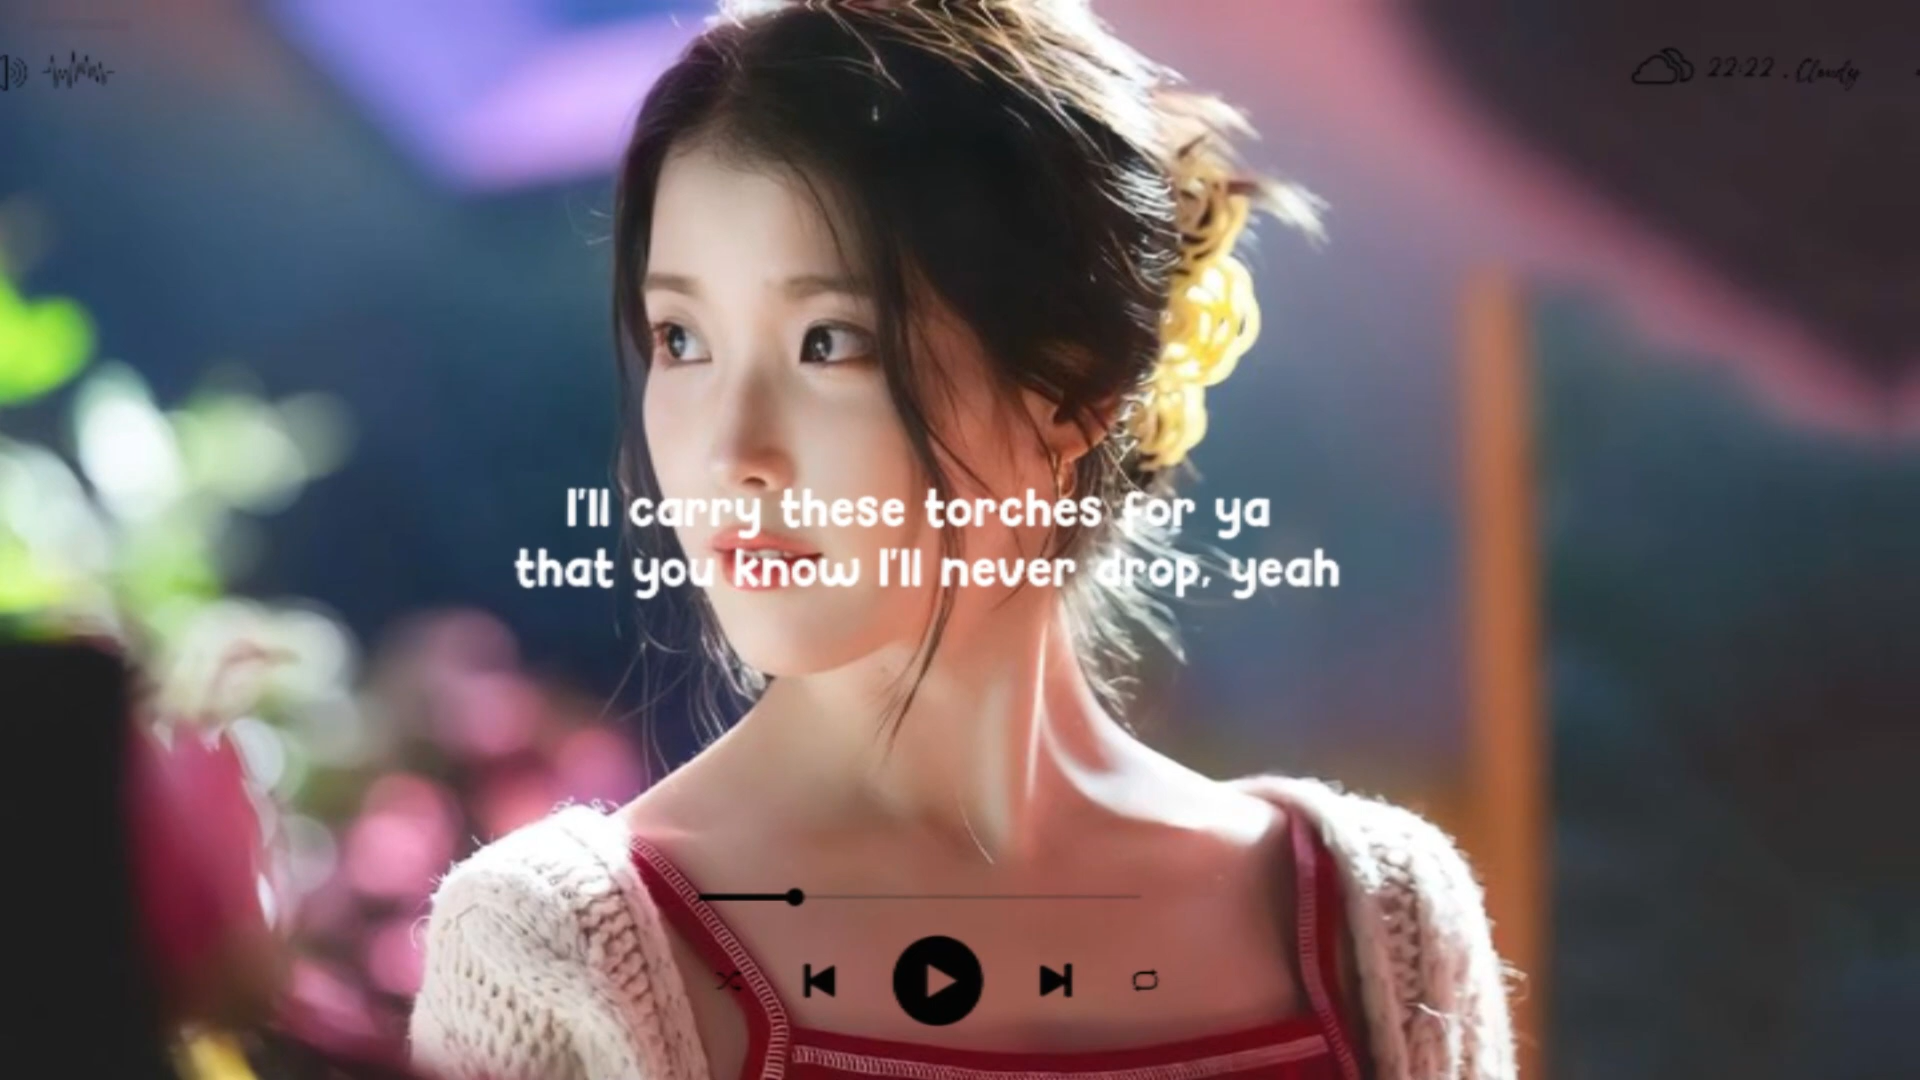 22:22 . Cloudy
I'll carry these torches for ya
that you know I'll never drop, yeah